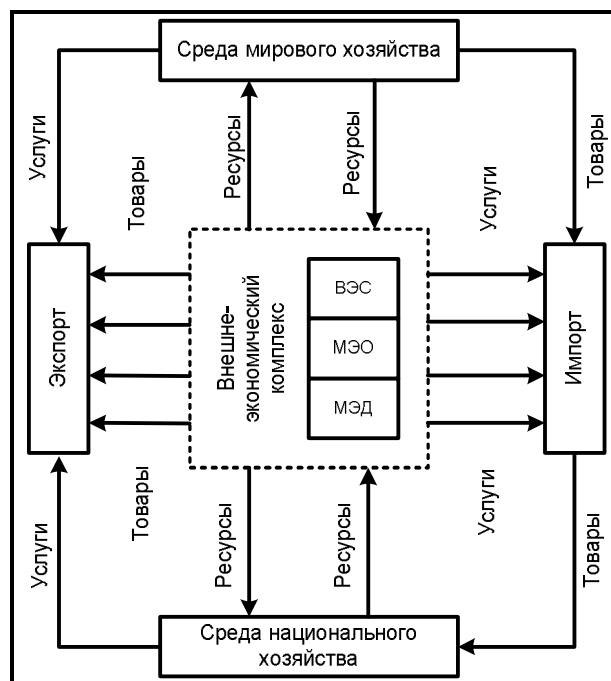 Среда мирового хозяйства
Услуги
Товары
Ресурсы
Ресурсы
Услуги
Товары
Экспорт
Внешне-
экономический
комплекс
ВЭС
МЭО
МЭД
Импорт
Услуги
Товары
Ресурсы
Ресурсы
Услуги
Товары
Среда национального
хозяйства